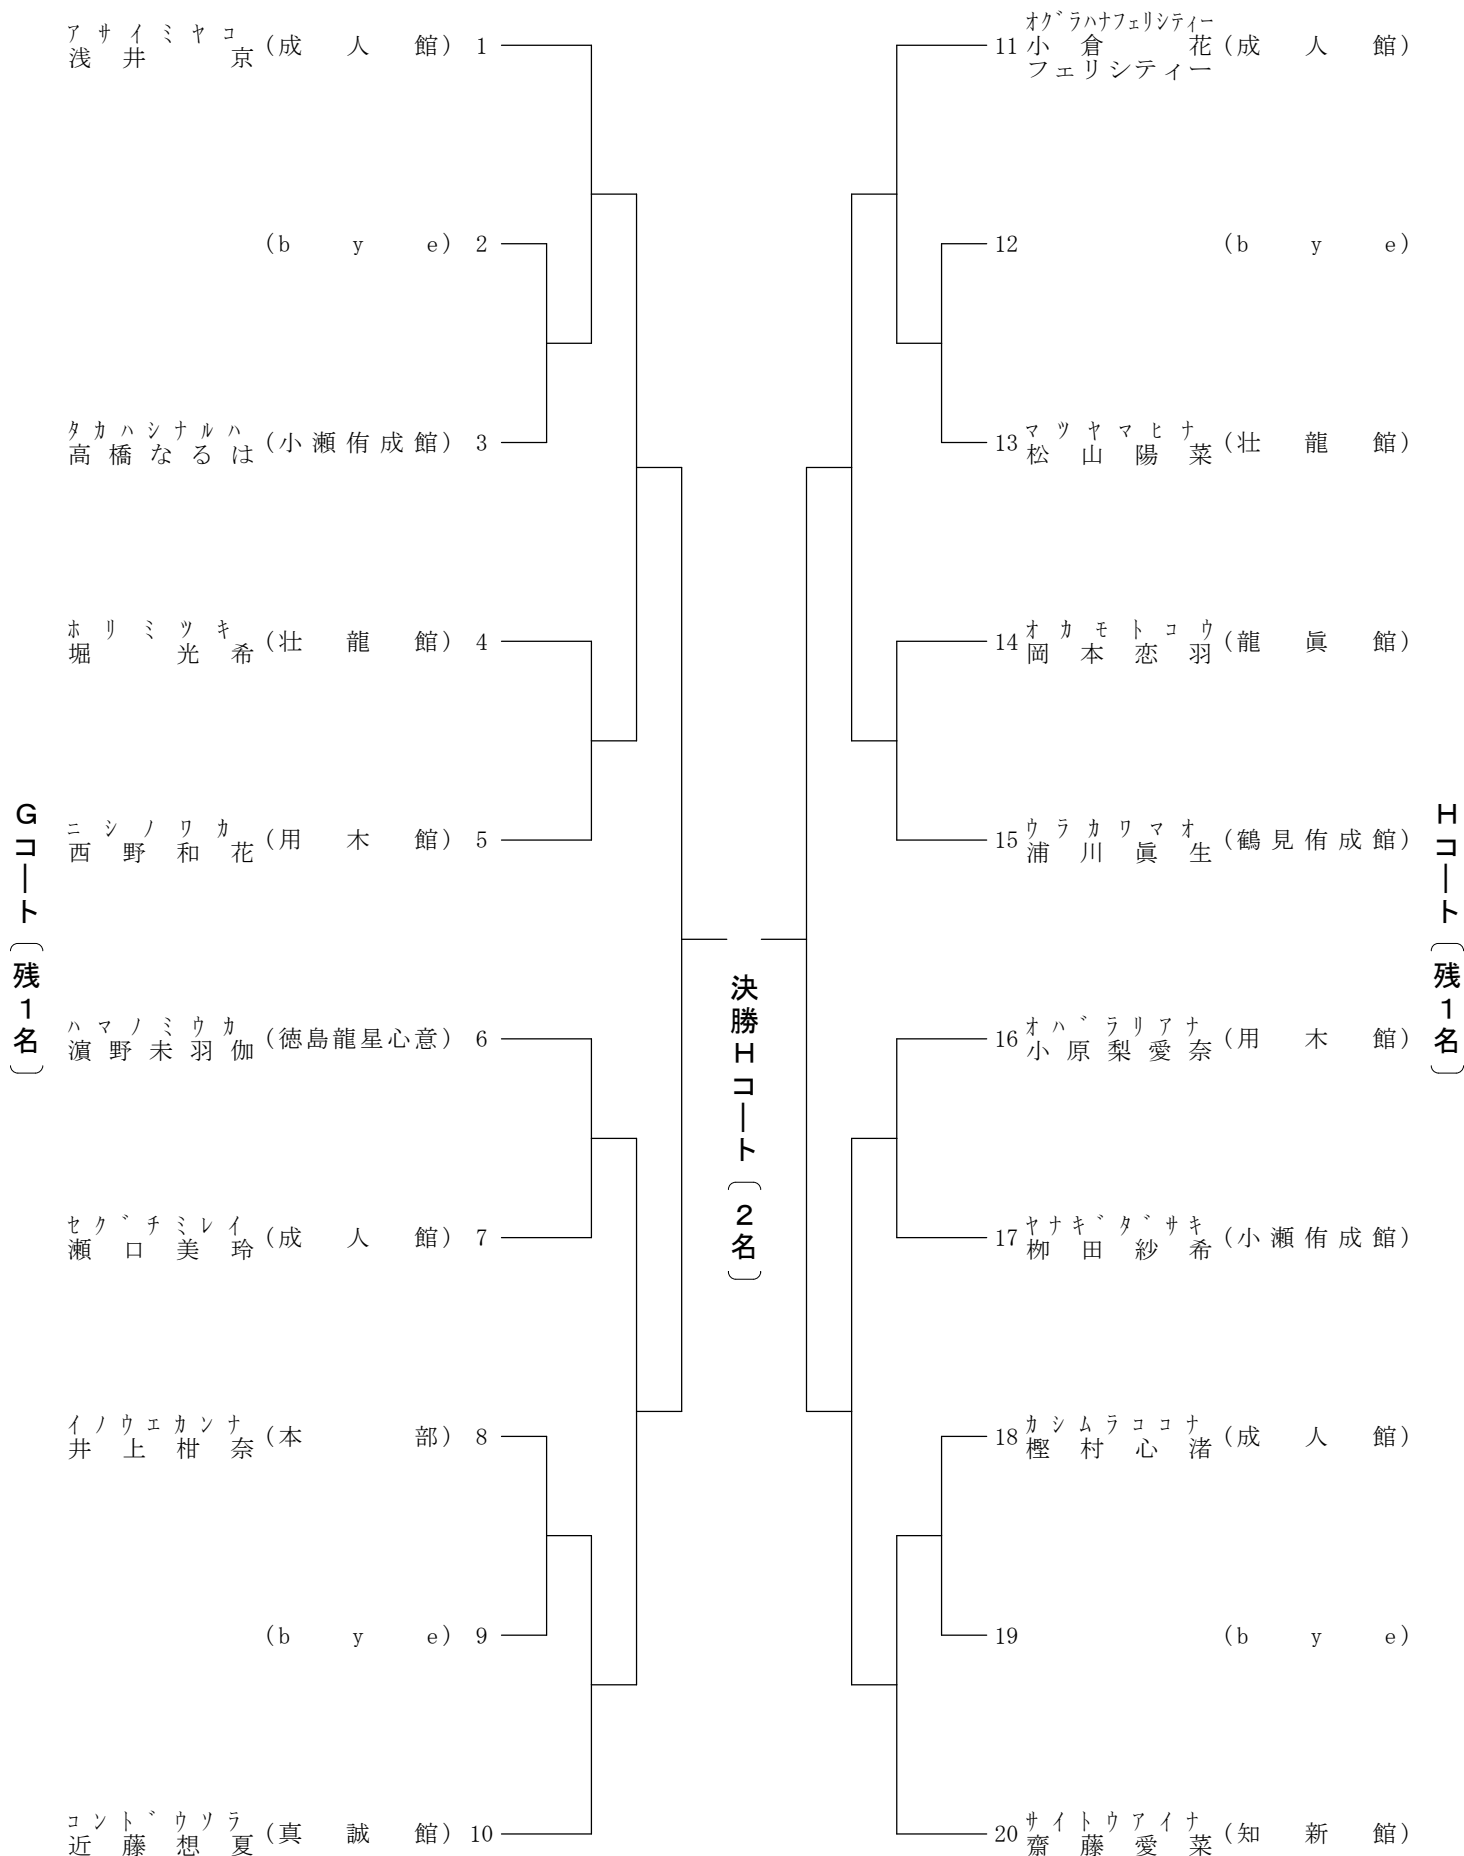 アサイミヤコ
浅井 京 (成人館) 1
(bye) 2
タカハシナルハ
高橋なるは (小瀬侑成館) 3
ホリミツキ
堀 光希 (壮龍館) 4
ニシノワカ
西野和花 (用木館) 5
ハマノミウカ
濵野未羽伽 (徳島龍星心意) 6
セグチミレイ
瀬口美玲 (成人館) 7
イノウエカンナ
井上柑奈 (本部) 8
(bye) 9
コンドウソラ
近藤想夏 (真誠館) 10
Gコート〔残1名〕
決勝Hコート〔2名〕
オグラハナフェリシティー
11 小倉 花 (成人館)
フェリシティー
12 (bye)
マツヤマヒナ
13 松山陽菜 (壮龍館)
オカモトコウ
14 岡本恋羽 (龍眞館)
ウラカワマオ
15 浦川眞生 (鶴見侑成館)
オバラリアナ
16 小原梨愛奈 (用木館)
ヤナギダサキ
17 栁田紗希 (小瀬侑成館)
カシムラココナ
18 樫村心渚 (成人館)
19 (bye)
サイトウアイナ
20 齋藤愛菜 (知新館)
Hコート〔残1名〕